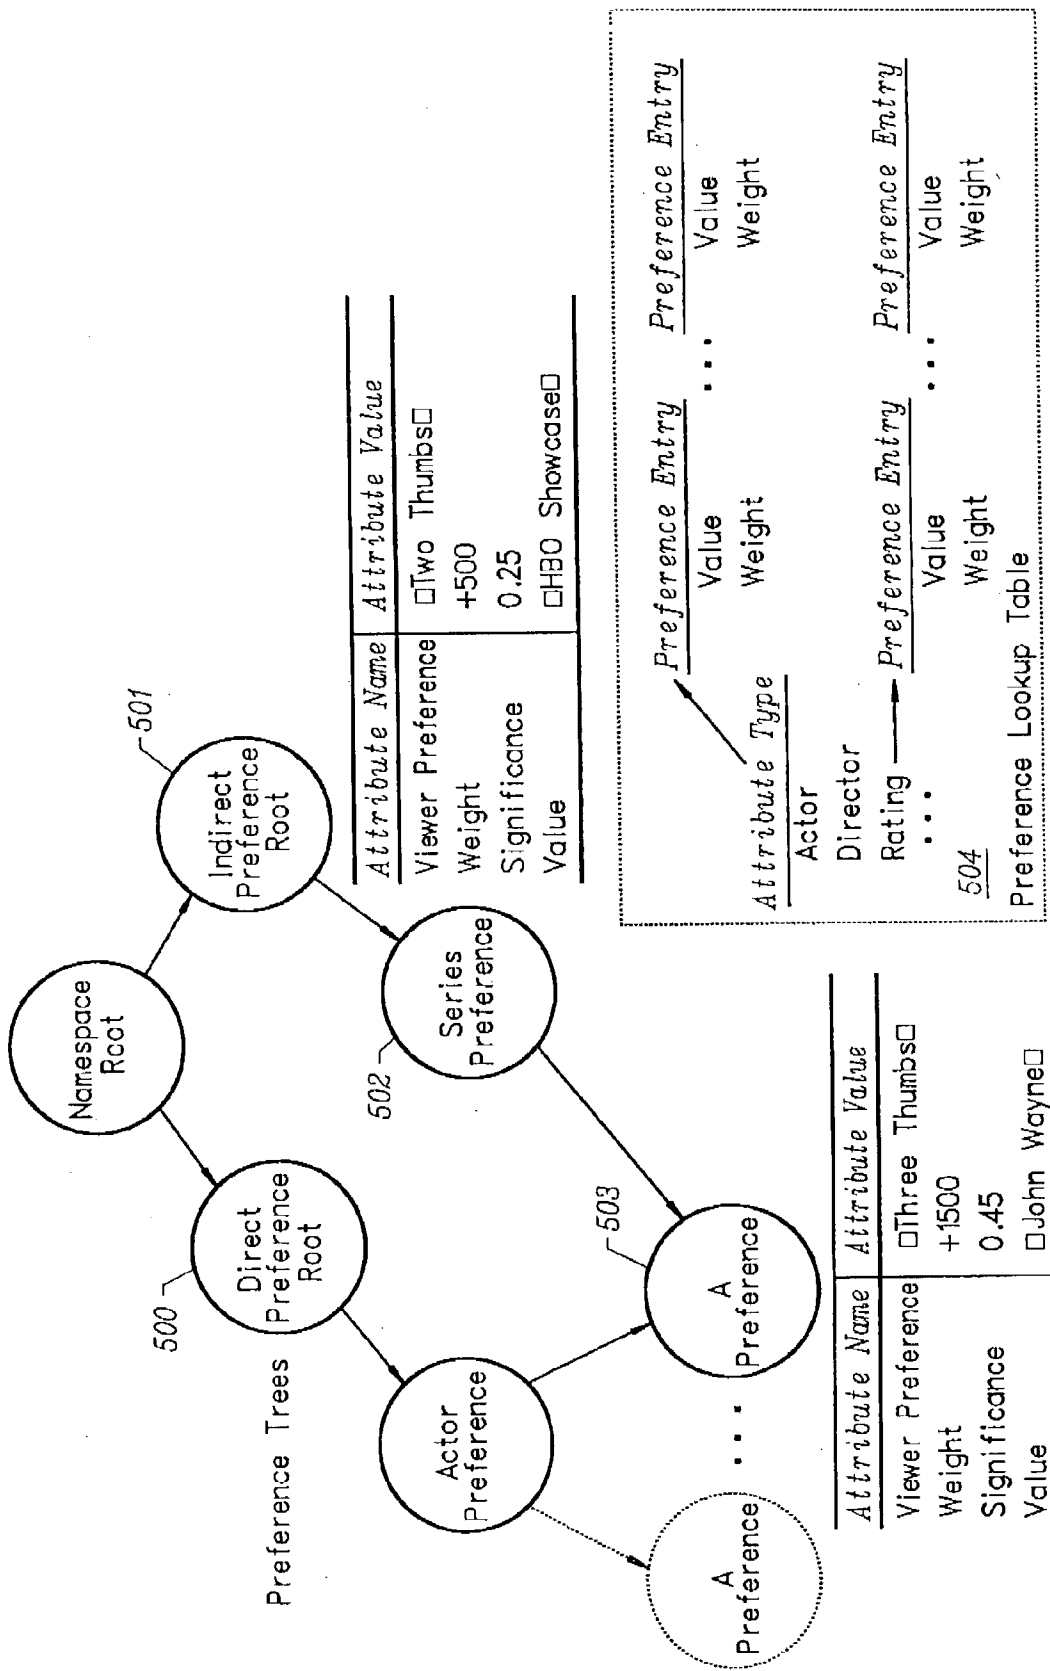 Preference Trees
Namespace
Root
500
Direct
Preference
Root
501
Indirect
Preference
Root
Actor
Preference
502
Series
Preference
A
Preference
...
503
A
Preference
Attribute Name Attribute Value
Viewer Preference □Two Thumbs□
Weight +500
Significance 0.25
Value □HBO Showcase□
Attribute Name Attribute Value
Viewer Preference □Three Thumbs□
Weight +1500
Significance 0.45
Value □John Wayne□
Preference Entry ... Preference Entry
Value Value
Weight Weight
Attribute Type
Actor
Director
Rating
...
Preference Entry ... Preference Entry
Value Value
Weight Weight
504
Preference Lookup Table